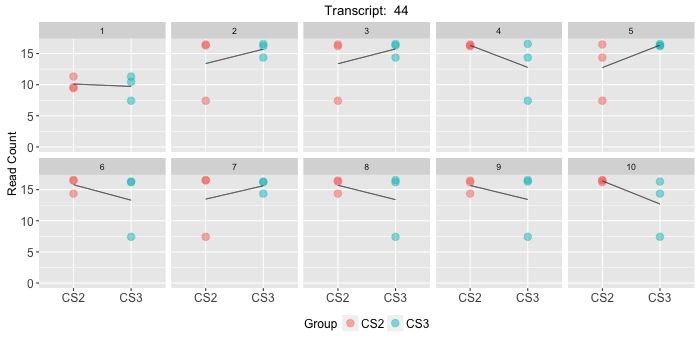 Transcript: 44
1 2 3 4 5
15
10
5
0
Read Count
6 7 8 9 10
15
10
5
0
CS2 CS3 CS2 CS3 CS2 CS3 CS2 CS3 CS2 CS3
Group CS2 CS3